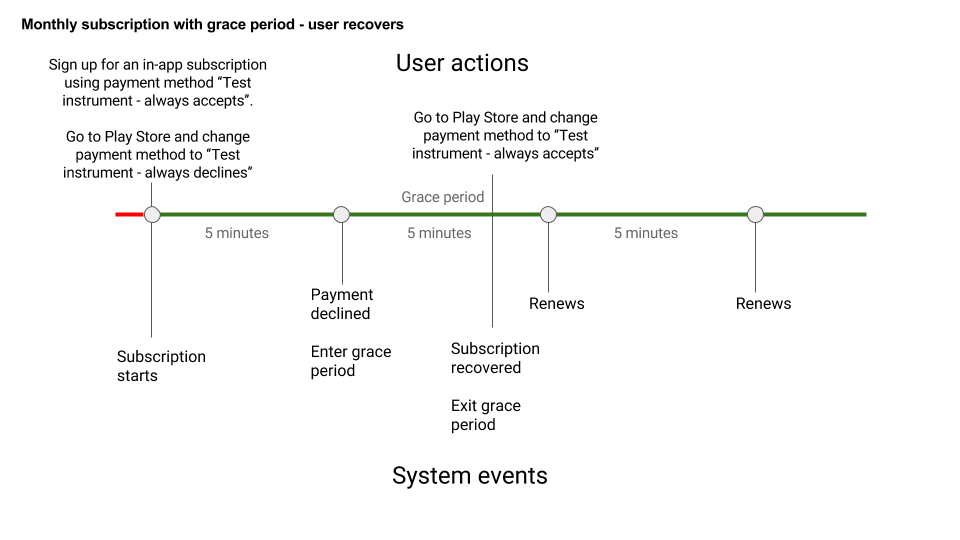 Monthly subscription with grace period - user recovers
User actions
Sign up for an in-app subscription
using payment method “Test
instrument - always accepts”.
Go to Play Store and change
payment method to “Test
instrument - always declines”
Go to Play Store and change
payment method to “Test
instrument - always accepts”
Grace period
5 minutes
5 minutes
5 minutes
Subscription
starts
Payment
declined
Enter grace
period
Subscription
recovered
Exit grace
period
Renews
Renews
System events